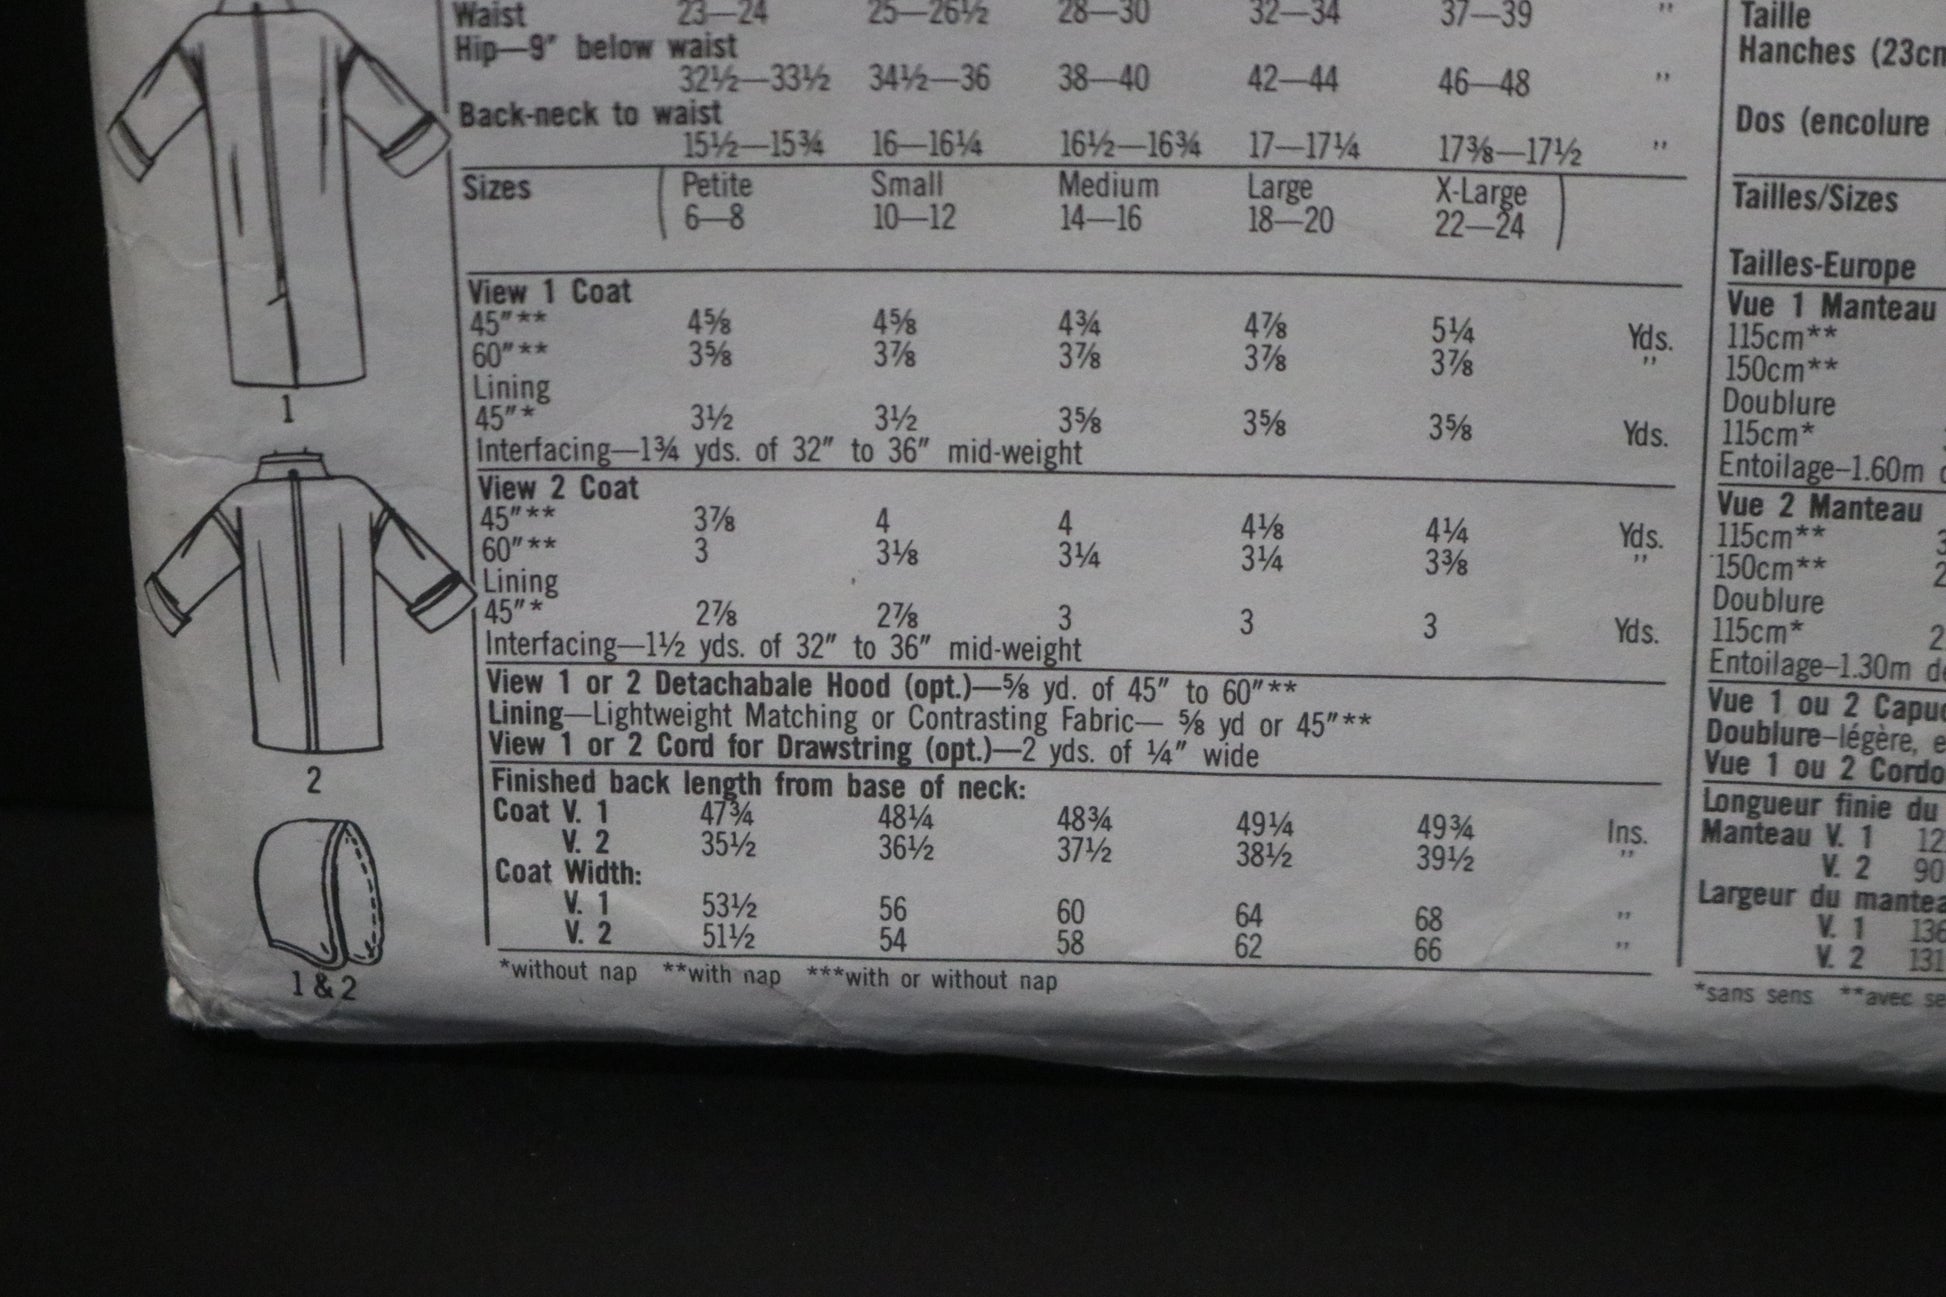 Waist 23—24 25—26½ 28—30 32—34 37—39 "
Hip—9" below waist
32½—33½ 34½—36 38—40 42—44 46—48 "
Back-neck to waist
15½—15¾ 16—16¼ 16½—16¾ 17—17¼ 17⅜—17½ "
Sizes Petite Small Medium Large X-Large
6—8 10—12 14—16 18—20 22—24
View 1 Coat
45"** 4⅝ 4⅝ 4¾ 4⅞ 5¼ Yds.
60"** 3⅝ 3⅞ 3⅞ 3⅞ 3⅞ "
Lining
45"* 3½ 3½ 3⅝ 3⅝ 3⅝ Yds.
Interfacing—1¾ yds. of 32" to 36" mid-weight
View 2 Coat
45"** 3⅞ 4 4 4⅛ 4¼ Yds.
60"** 3 3⅛ 3¼ 3¼ 3⅜ "
Lining
45"* 2⅞ 2⅞ 3 3 3 Yds.
Interfacing—1½ yds. of 32" to 36" mid-weight
View 1 or 2 Detachabale Hood (opt.)—⅝ yd. of 45" to 60"**
Lining—Lightweight Matching or Contrasting Fabric— ⅝ yd or 45"**
View 1 or 2 Cord for Drawstring (opt.)—2 yds. of ¼" wide
Finished back length from base of neck:
Coat V. 1 47¾ 48¼ 48¾ 49¼ 49¾ Ins.
V. 2 35½ 36½ 37½ 38½ 39½ "
Coat Width:
V. 1 53½ 56 60 64 68 "
V. 2 51½ 54 58 62 66 "
*without nap **with nap ***with or without nap
1
2
1 & 2
Taille
Hanches (23cm
Dos (encolure
Tailles/Sizes
Tailles-Europe
Vue 1 Manteau
115cm**
150cm**
Doublure
115cm*
Entoilage—1.60m d
Vue 2 Manteau
115cm** 3
150cm** 2
Doublure
115cm* 2
Entoilage—1.30m de
Vue 1 ou 2 Capuc
Doublure—légère, e
Vue 1 ou 2 Cordo
Longueur finie du
Manteau V. 1 12
V. 2 90
Largeur du mantea
V. 1 136
V. 2 131
*sans sens **avec se